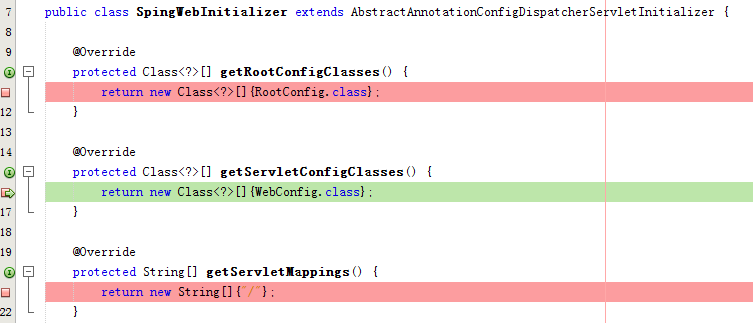 7 public class SpingWebInitializer extends AbstractAnnotationConfigDispatcherServletInitializer {
8
9 @Override
protected Class<?>[] getRootConfigClasses() {
return new Class<?>[]{RootConfig.class};
12 }
13
14 @Override
protected Class<?>[] getServletConfigClasses() {
return new Class<?>[]{WebConfig.class};
17 }
18
19 @Override
protected String[] getServletMappings() {
return new String[]{"/"};
22 }